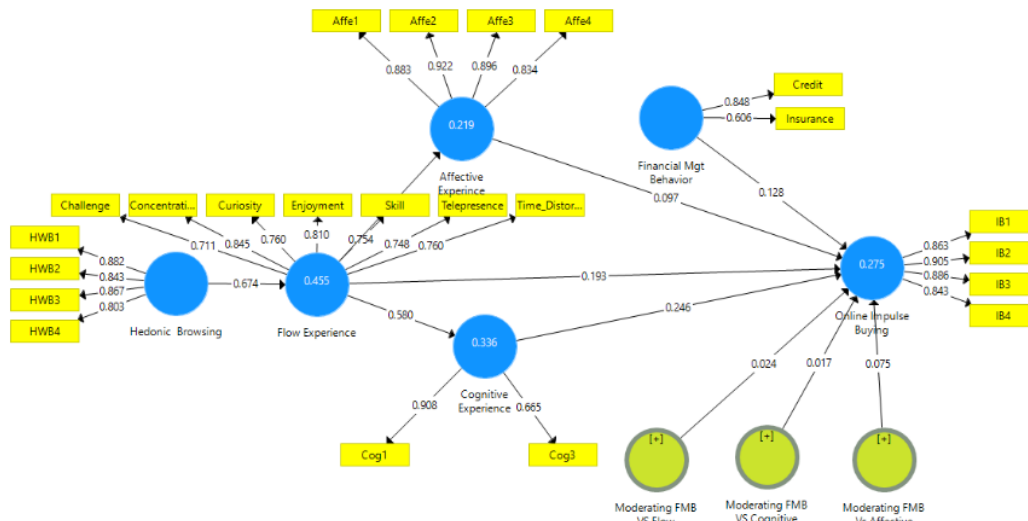 Affe1
Affe2
Affe3
Affe4
0.883
0.922
0.896
0.834
0.219
Affective
Experince
Credit
Insurance
0.848
0.606
Financial Mgt
Behavior
0.128
0.097
Challenge
Concentrati...
Curiosity
Enjoyment
Skill
Telepresence
Time_Distor...
0.711
0.845
0.760
0.810
0.754
0.748
0.760
HWB1
HWB2
HWB3
HWB4
0.882
0.843
0.867
0.803
Hedonic Browsing
0.674
0.455
Flow Experience
0.193
0.580
0.246
0.336
Cognitive
Experience
0.908
0.665
Cog1
Cog3
0.275
Online Impulse
Buying
0.863
0.905
0.886
0.843
IB1
IB2
IB3
IB4
0.024
0.017
0.075
[+]
[+]
[+]
Moderating FMB
VS Flow
Moderating FMB
VS Cognitive
Moderating FMB
Vs Affective